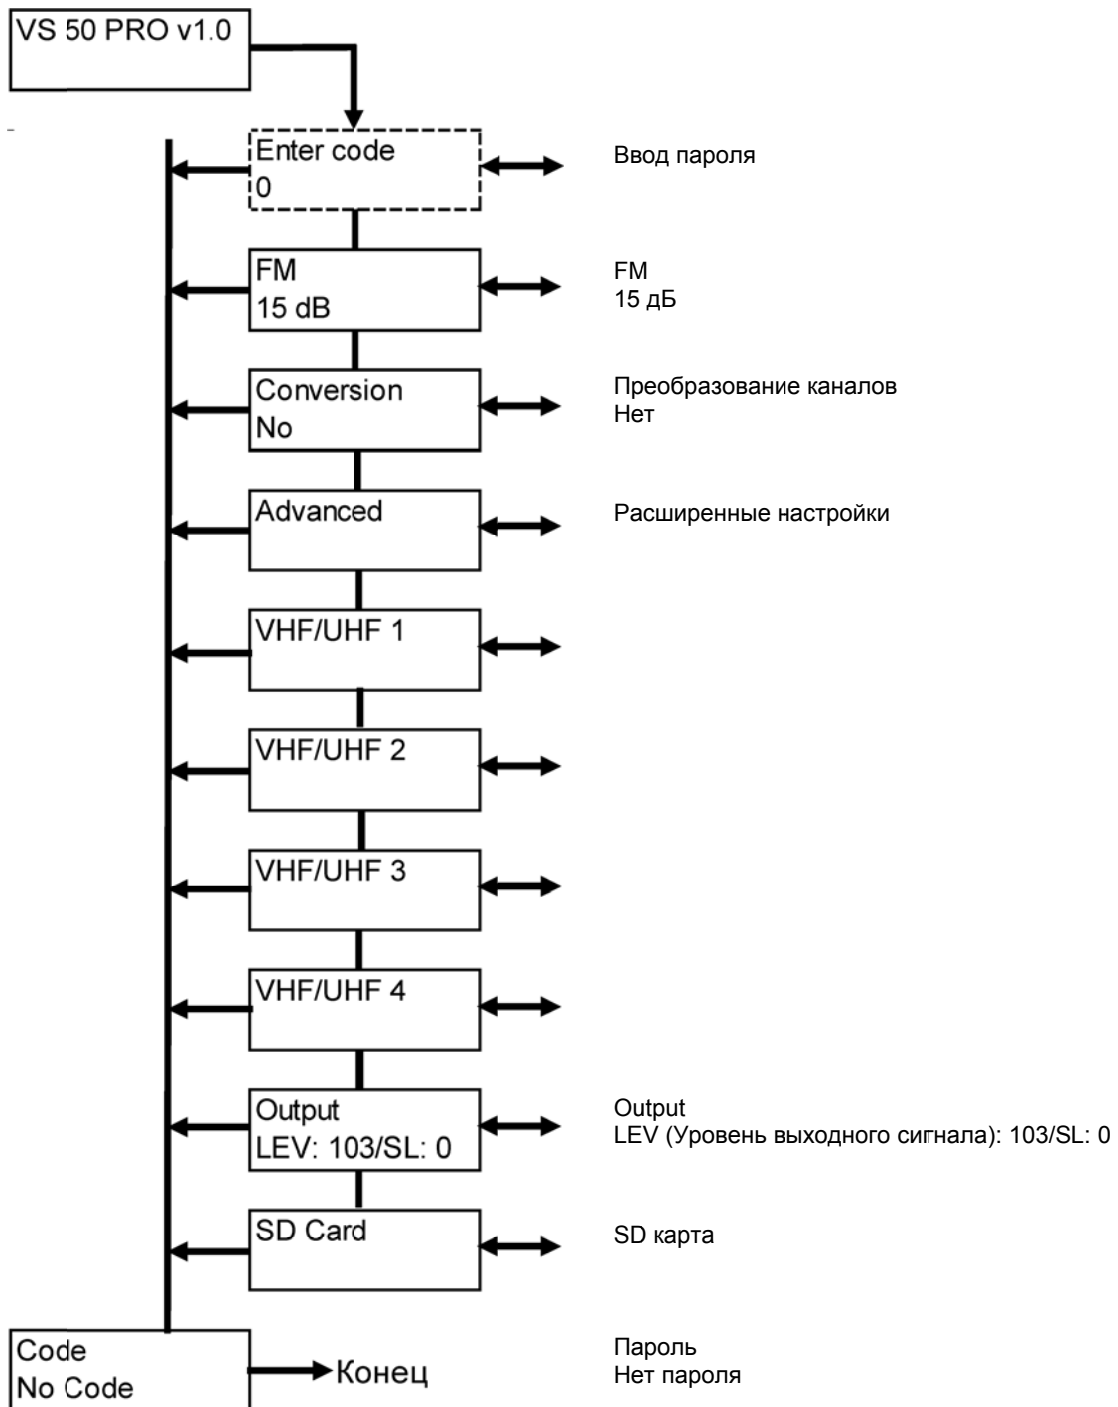 VS 50 PRO v1.0
Enter code
0
Ввод пароля
FM
15 dB
FM
15 дБ
Conversion
No
Преобразование каналов
Нет
Advanced
Расширенные настройки
VHF/UHF 1
VHF/UHF 2
VHF/UHF 3
VHF/UHF 4
Output
LEV: 103/SL: 0
Output
LEV (Уровень выходного сигнала): 103/SL: 0
SD Card
SD карта
Code
No Code
Конец
Пароль
Нет пароля